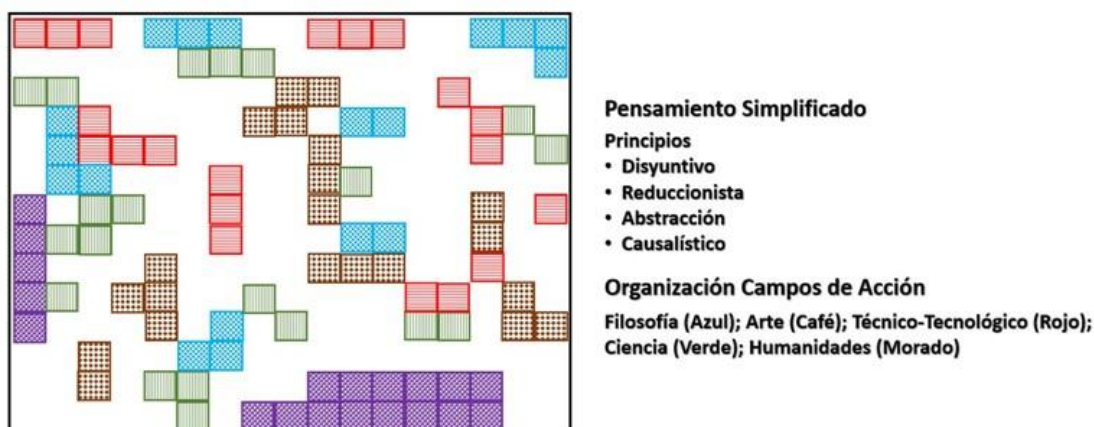 Pensamiento Simplificado
Principios
• Disyuntivo
• Reduccionista
• Abstracción
• Causalístico
Organización Campos de Acción
Filosofía (Azul); Arte (Café); Técnico-Tecnológico (Rojo);
Ciencia (Verde); Humanidades (Morado)